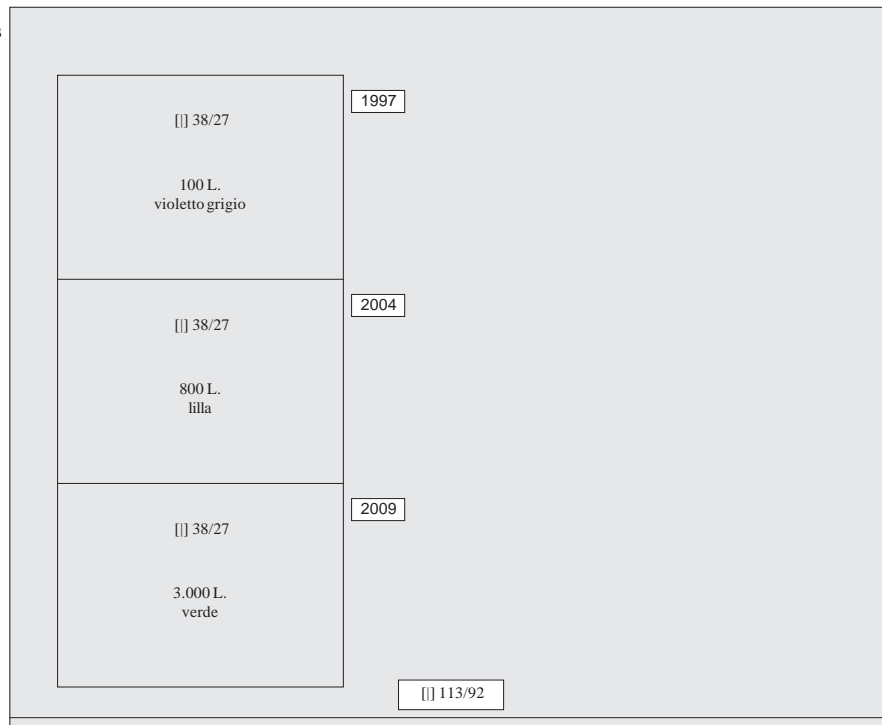 s
[|] 38/27
1997
100 L.
violetto grigio
[|] 38/27
2004
800 L.
lilla
[|] 38/27
2009
3.000 L.
verde
[|] 113/92